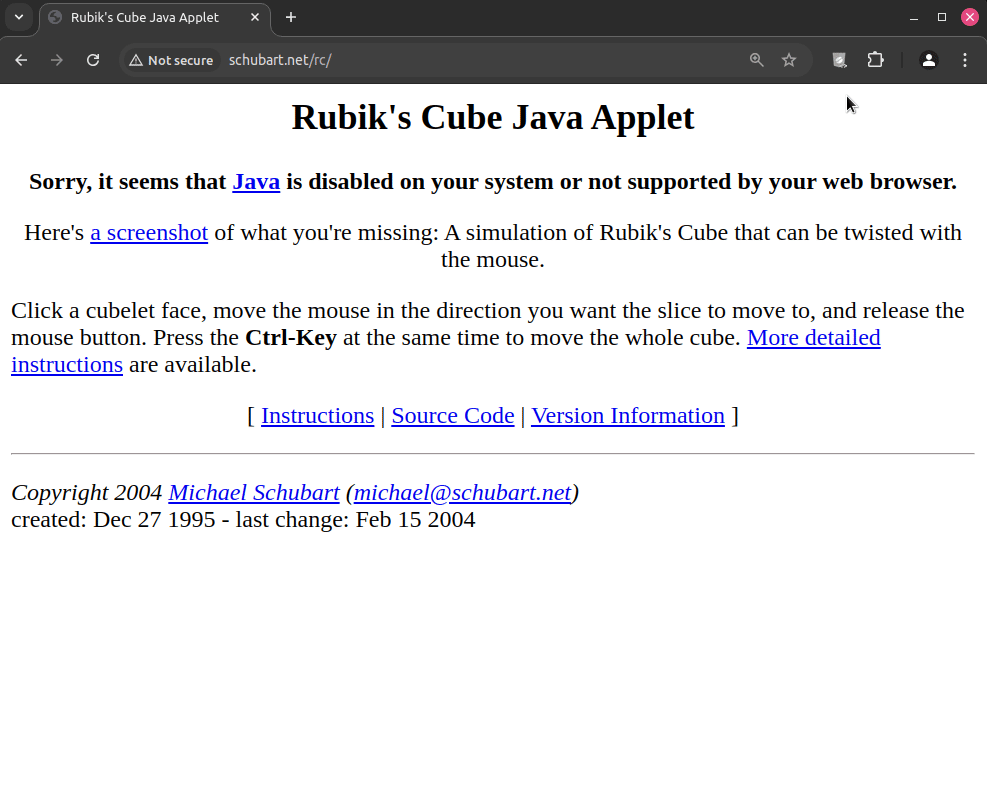 Rubik's Cube Java Applet
Not secure
schubart.net/rc/
Rubik's Cube Java Applet
Sorry, it seems that Java is disabled on your system or not supported by your web browser.
Here's a screenshot of what you're missing: A simulation of Rubik's Cube that can be twisted with
the mouse.
Click a cubelet face, move the mouse in the direction you want the slice to move to, and release the
mouse button. Press the Ctrl-Key at the same time to move the whole cube. More detailed
instructions are available.
[ Instructions | Source Code | Version Information ]
Copyright 2004 Michael Schubart (michael@schubart.net)
created: Dec 27 1995 - last change: Feb 15 2004